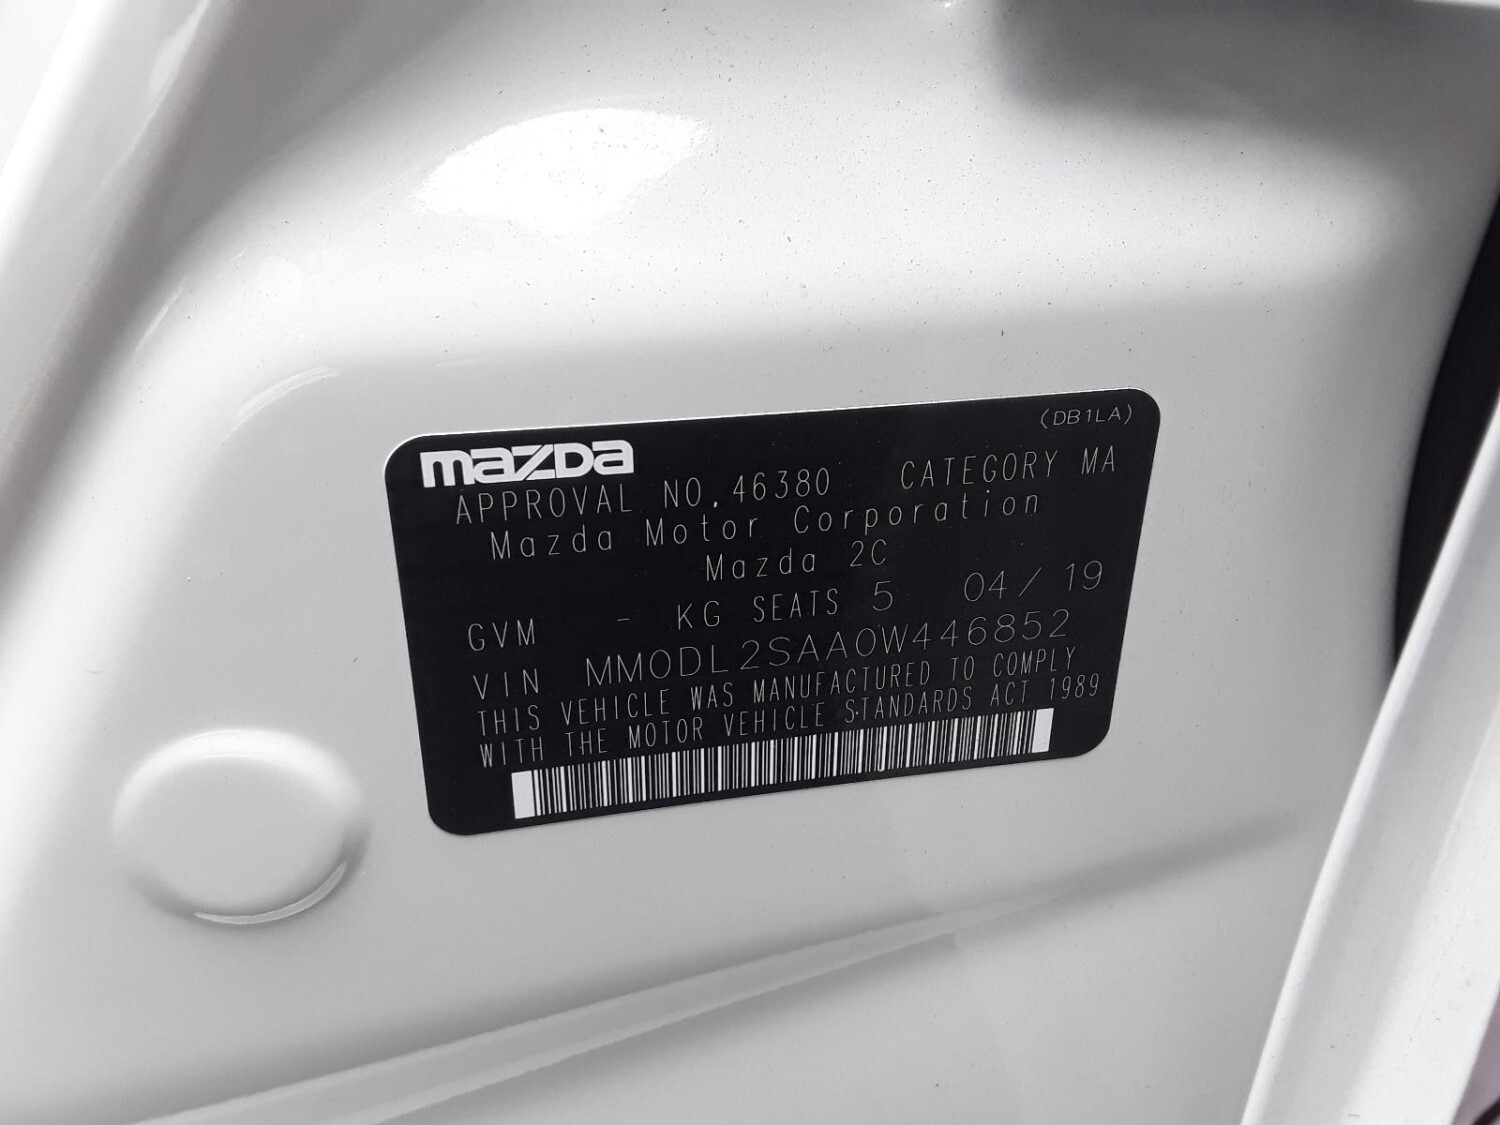 (DB1LA)
mazda
APPROVAL NO.46380 CATEGORY MA
Mazda Motor Corporation
Mazda 2C
GVM - KG SEATS 5 04/19
VIN MM0DL2SAA0W446852
THIS VEHICLE WAS MANUFACTURED TO COMPLY
WITH THE MOTOR VEHICLE STANDARDS ACT 1989